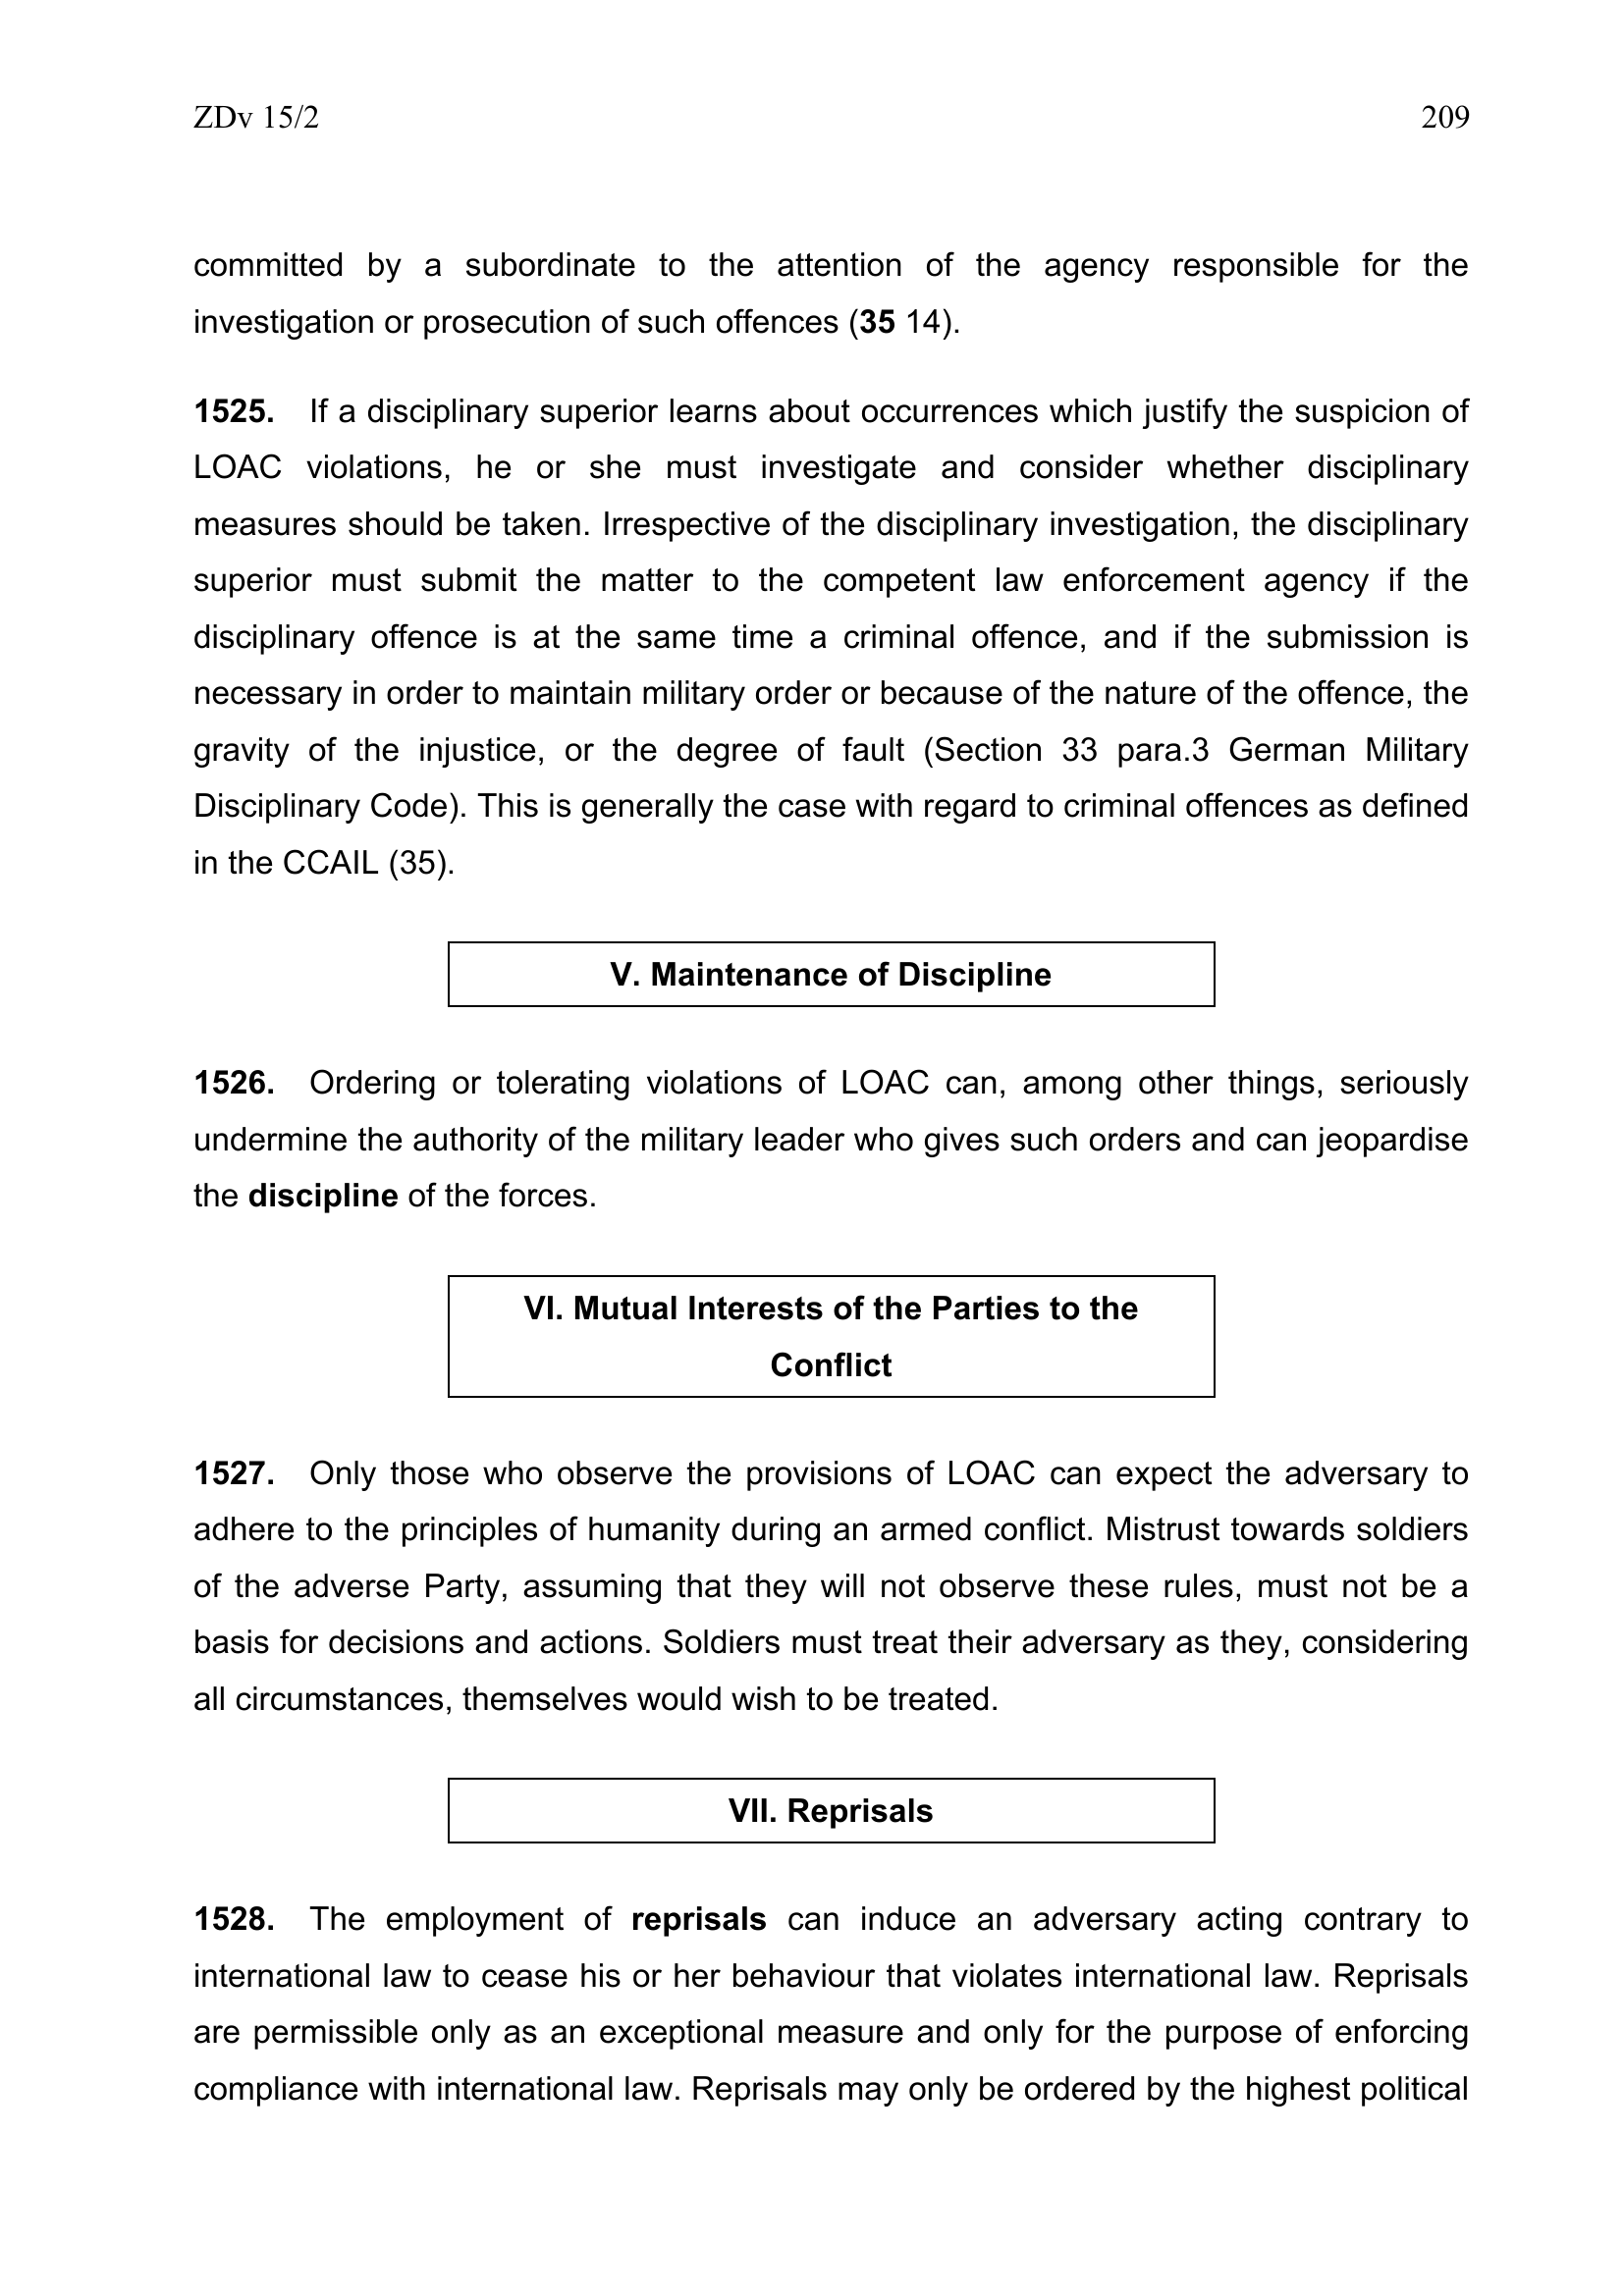 ZDv 15/2 209
committed by a subordinate to the attention of the agency responsible for the
investigation or prosecution of such offences (35 14).
1525. If a disciplinary superior learns about occurrences which justify the suspicion of
LOAC violations, he or she must investigate and consider whether disciplinary
measures should be taken. Irrespective of the disciplinary investigation, the disciplinary
superior must submit the matter to the competent law enforcement agency if the
disciplinary offence is at the same time a criminal offence, and if the submission is
necessary in order to maintain military order or because of the nature of the offence, the
gravity of the injustice, or the degree of fault (Section 33 para.3 German Military
Disciplinary Code). This is generally the case with regard to criminal offences as defined
in the CCAIL (35).
V. Maintenance of Discipline
1526. Ordering or tolerating violations of LOAC can, among other things, seriously
undermine the authority of the military leader who gives such orders and can jeopardise
the discipline of the forces.
VI. Mutual Interests of the Parties to the
Conflict
1527. Only those who observe the provisions of LOAC can expect the adversary to
adhere to the principles of humanity during an armed conflict. Mistrust towards soldiers
of the adverse Party, assuming that they will not observe these rules, must not be a
basis for decisions and actions. Soldiers must treat their adversary as they, considering
all circumstances, themselves would wish to be treated.
VII. Reprisals
1528. The employment of reprisals can induce an adversary acting contrary to
international law to cease his or her behaviour that violates international law. Reprisals
are permissible only as an exceptional measure and only for the purpose of enforcing
compliance with international law. Reprisals may only be ordered by the highest political